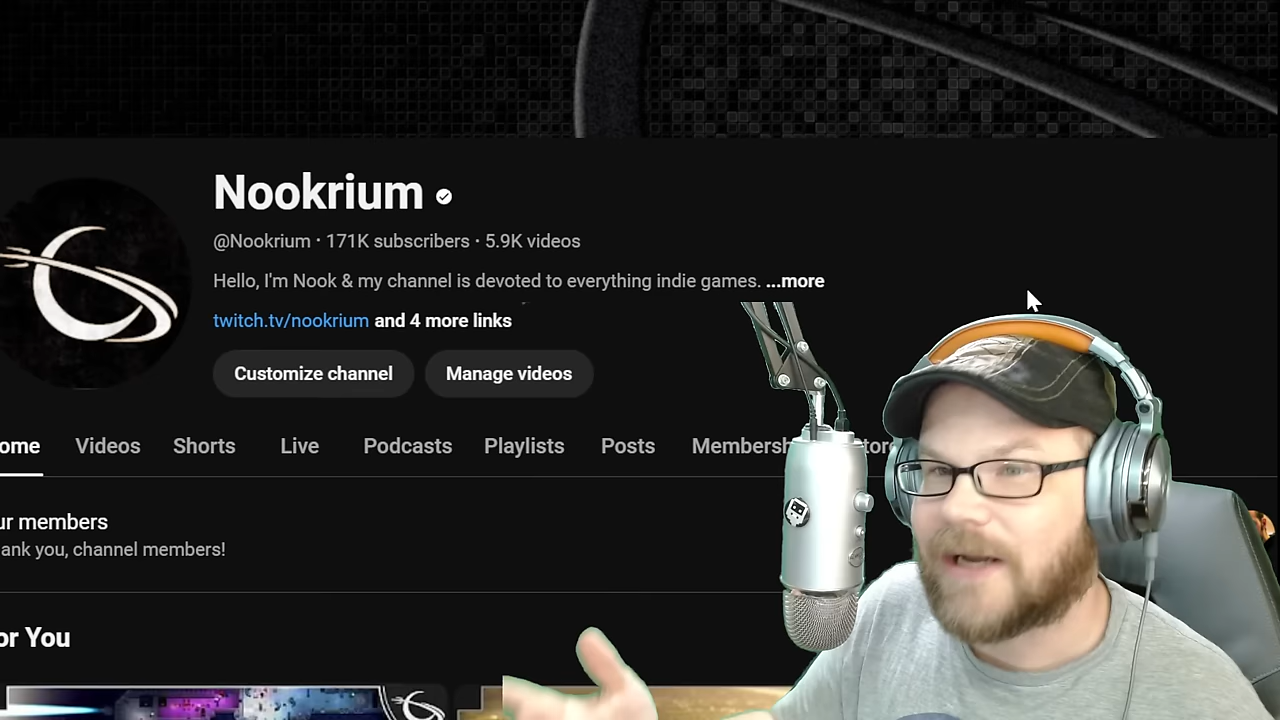 Nookrium
@Nookrium · 171K subscribers · 5.9K videos
Hello, I'm Nook & my channel is devoted to everything indie games. ...more
twitch.tv/nookrium and 4 more links
Customize channel Manage videos
ome Videos Shorts Live Podcasts Playlists Posts Membersh tore
ur members
ank you, channel members!
or You